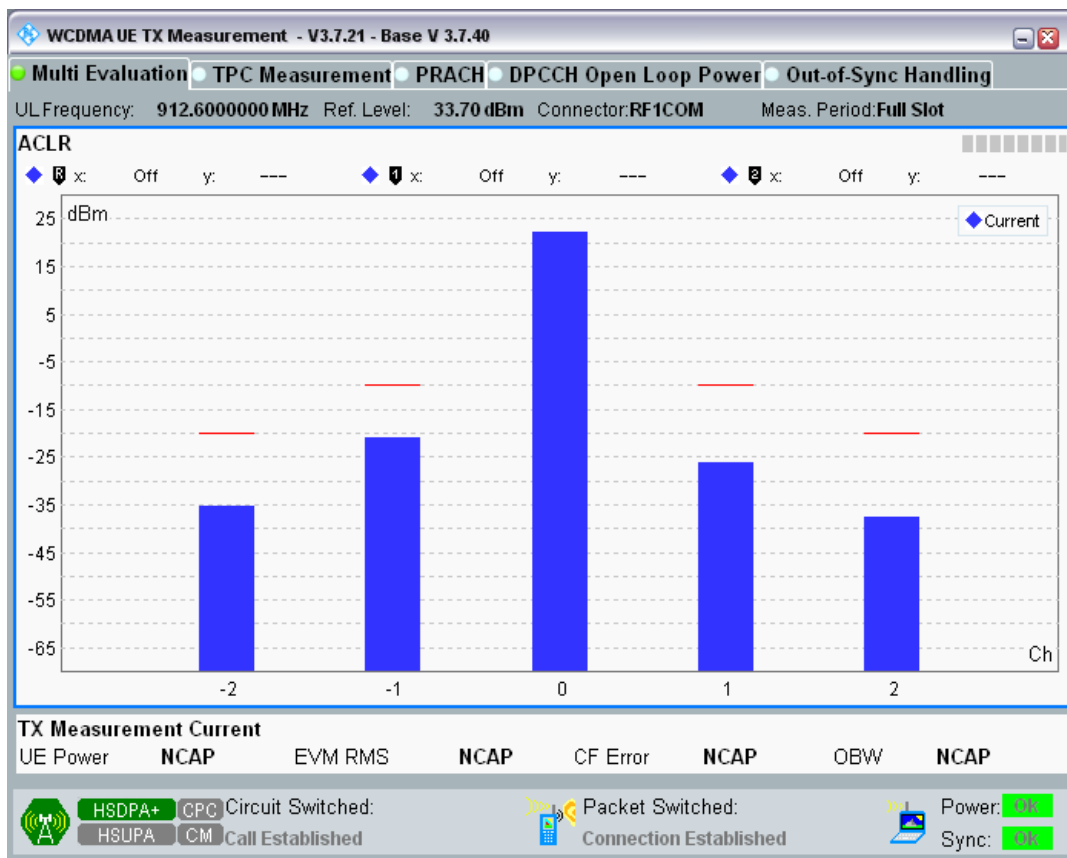 WCDMA UE TX Measurement - V3.7.21 - Base V 3.7.40
Multi Evaluation TPC Measurement PRACH DPCCH Open Loop Power Out-of-Sync Handling
UL Frequency: 912.6000000 MHz Ref. Level: 33.70 dBm Connector:RF1COM Meas. Period:Full Slot
ACLR
R x: Off y: --- 1 x: Off y: --- 2 x: Off y: ---
dBm
Current
25
15
5
-5
-15
-25
-35
-45
-55
-65
Ch
-2 -1 0 1 2
TX Measurement Current
UE Power NCAP EVM RMS NCAP CF Error NCAP OBW NCAP
HSDPA+ CPC Circuit Switched: Packet Switched: Power: Ok
HSUPA CM Call Established Connection Established Sync: Ok